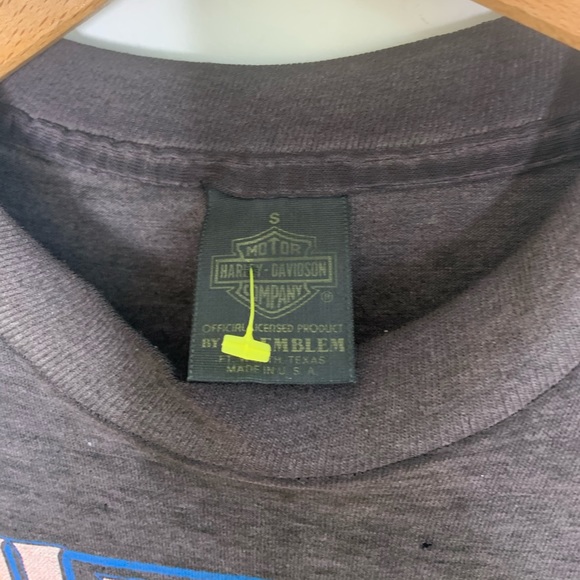 S
MOTOR
HARLEY-DAVIDSON
COMPANY
OFFICIAL LICENSED PRODUCT
BY EMBLEM
TEXAS
MADE IN U.S.A.